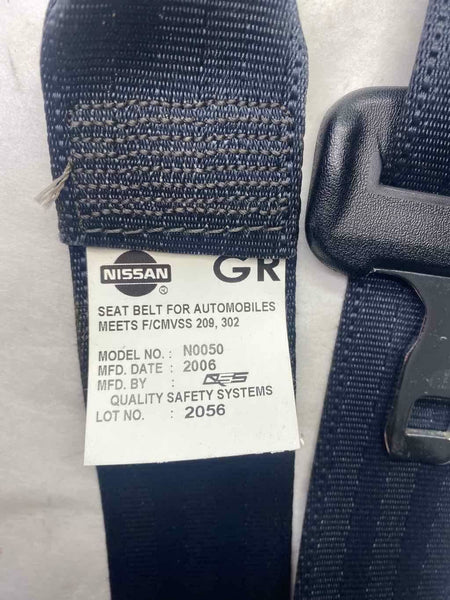 NISSAN
GR
SEAT BELT FOR AUTOMOBILES
MEETS F/CMVSS 209, 302
MODEL NO. : N0050
MFD. DATE : 2006
MFD. BY : QSS
QUALITY SAFETY SYSTEMS
LOT NO. : 2056